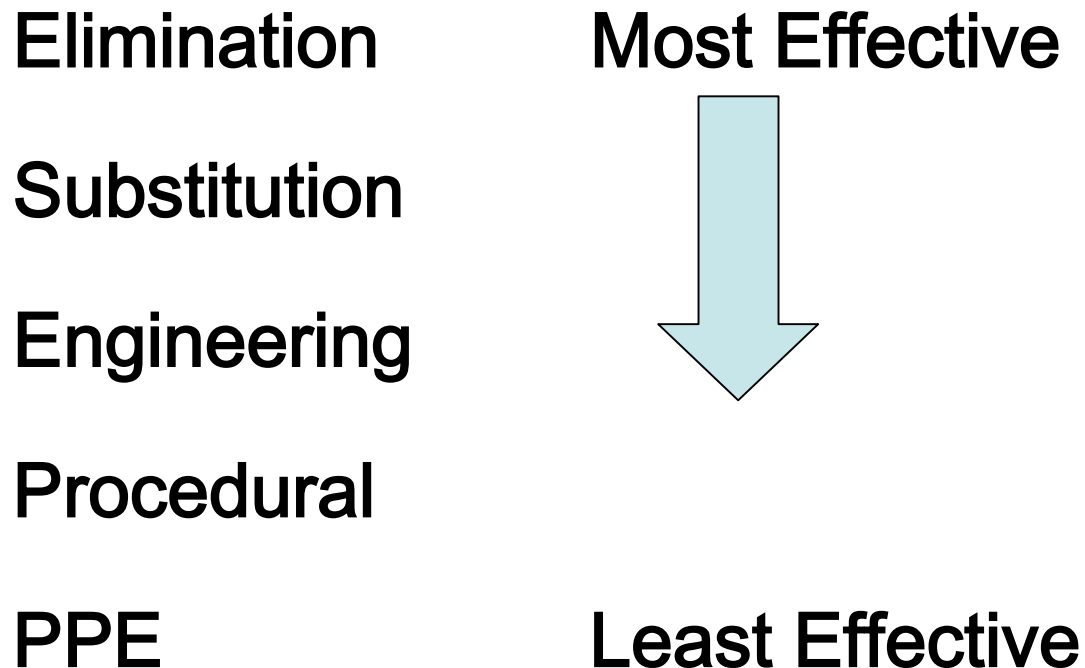 Elimination Most Effective
Substitution
Engineering
Procedural
PPE Least Effective